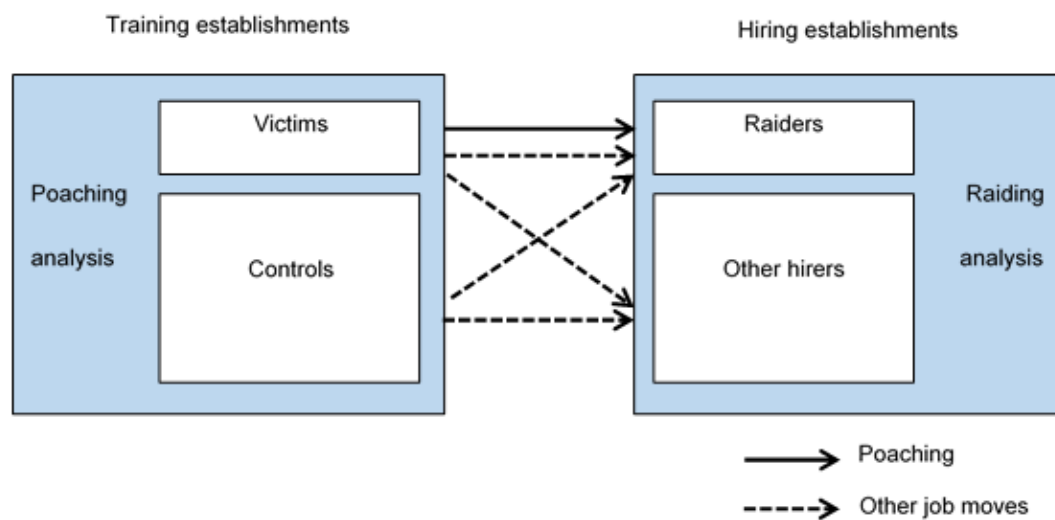 Training establishments
Hiring establishments
Victims
Raiders
Poaching
analysis
Raiding
analysis
Controls
Other hirers
Poaching
Other job moves